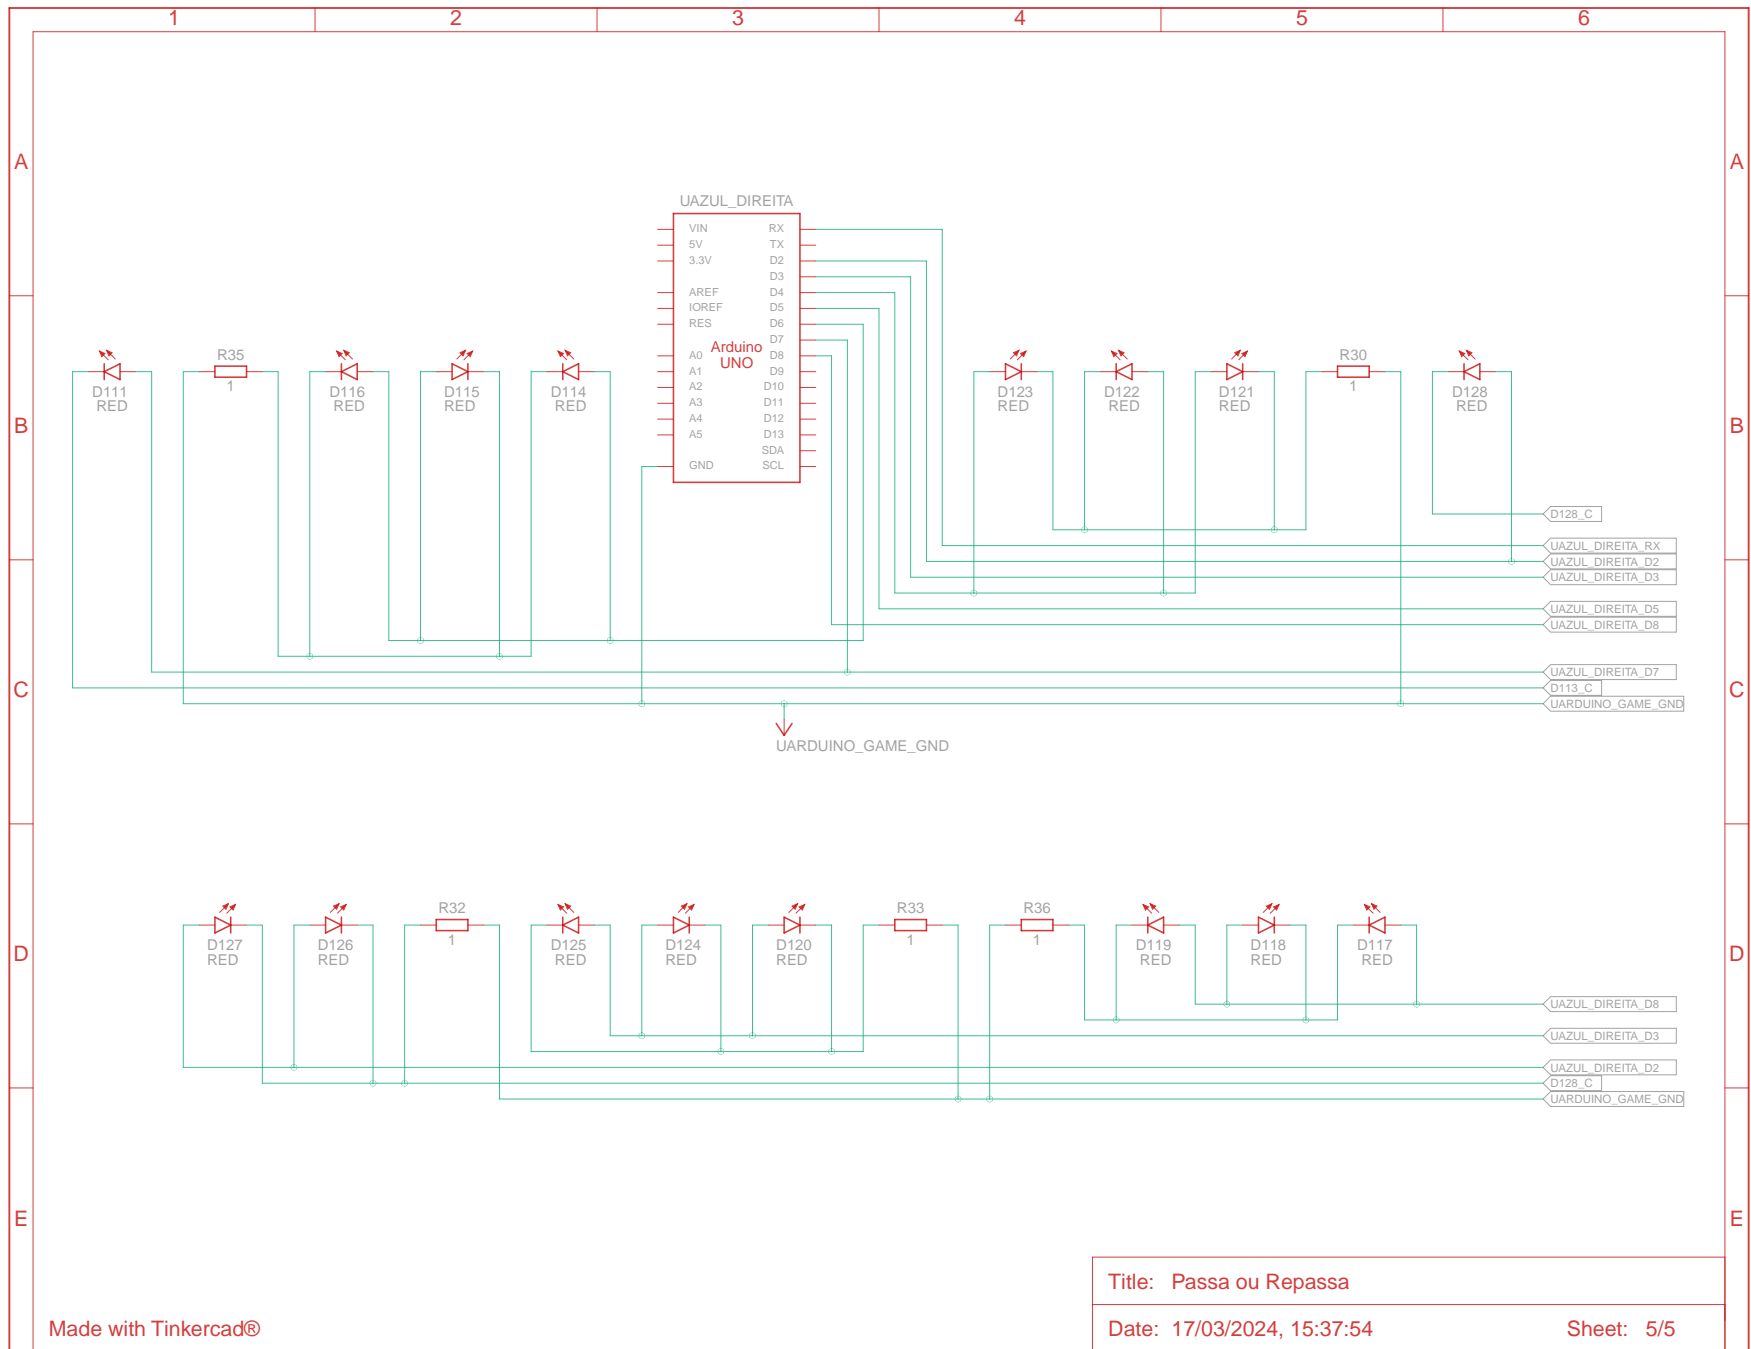 1 2 3 4 5 6
A A
UAZUL_DIREITA
VIN RX
5V TX
3.3V D2
D3
AREF D4
IOREF D5
RES D6
D7
Arduino
UNO
A0 D8
A1 D9
A2 D10
A3 D11
A4 D12
A5 D13
SDA
GND SCL
R35
1
R30
1
D111
RED
D116
RED
D115
RED
D114
RED
D123
RED
D122
RED
D121
RED
D128
RED
B B
D128_C
UAZUL_DIREITA_RX
UAZUL_DIREITA_D2
UAZUL_DIREITA_D3
UAZUL_DIREITA_D5
UAZUL_DIREITA_D8
UAZUL_DIREITA_D7
C C
D113_C
UARDUINO_GAME_GND
UARDUINO_GAME_GND
R32
1
R33
1
R36
1
D127
RED
D126
RED
D125
RED
D124
RED
D120
RED
D119
RED
D118
RED
D117
RED
D D
UAZUL_DIREITA_D8
UAZUL_DIREITA_D3
UAZUL_DIREITA_D2
D128_C
UARDUINO_GAME_GND
E E
Title: Passa ou Repassa
Made with Tinkercad®
Date: 17/03/2024, 15:37:54 Sheet: 5/5